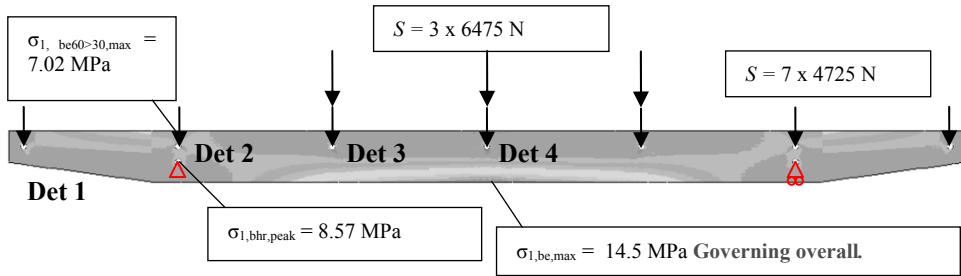 σ1, be60>30,max =
7.02 MPa
S = 3 x 6475 N
S = 7 x 4725 N
Det 2
Det 3
Det 4
Det 1
σ1,bhr,peak = 8.57 MPa
σ1,be,max = 14.5 MPa Governing overall.